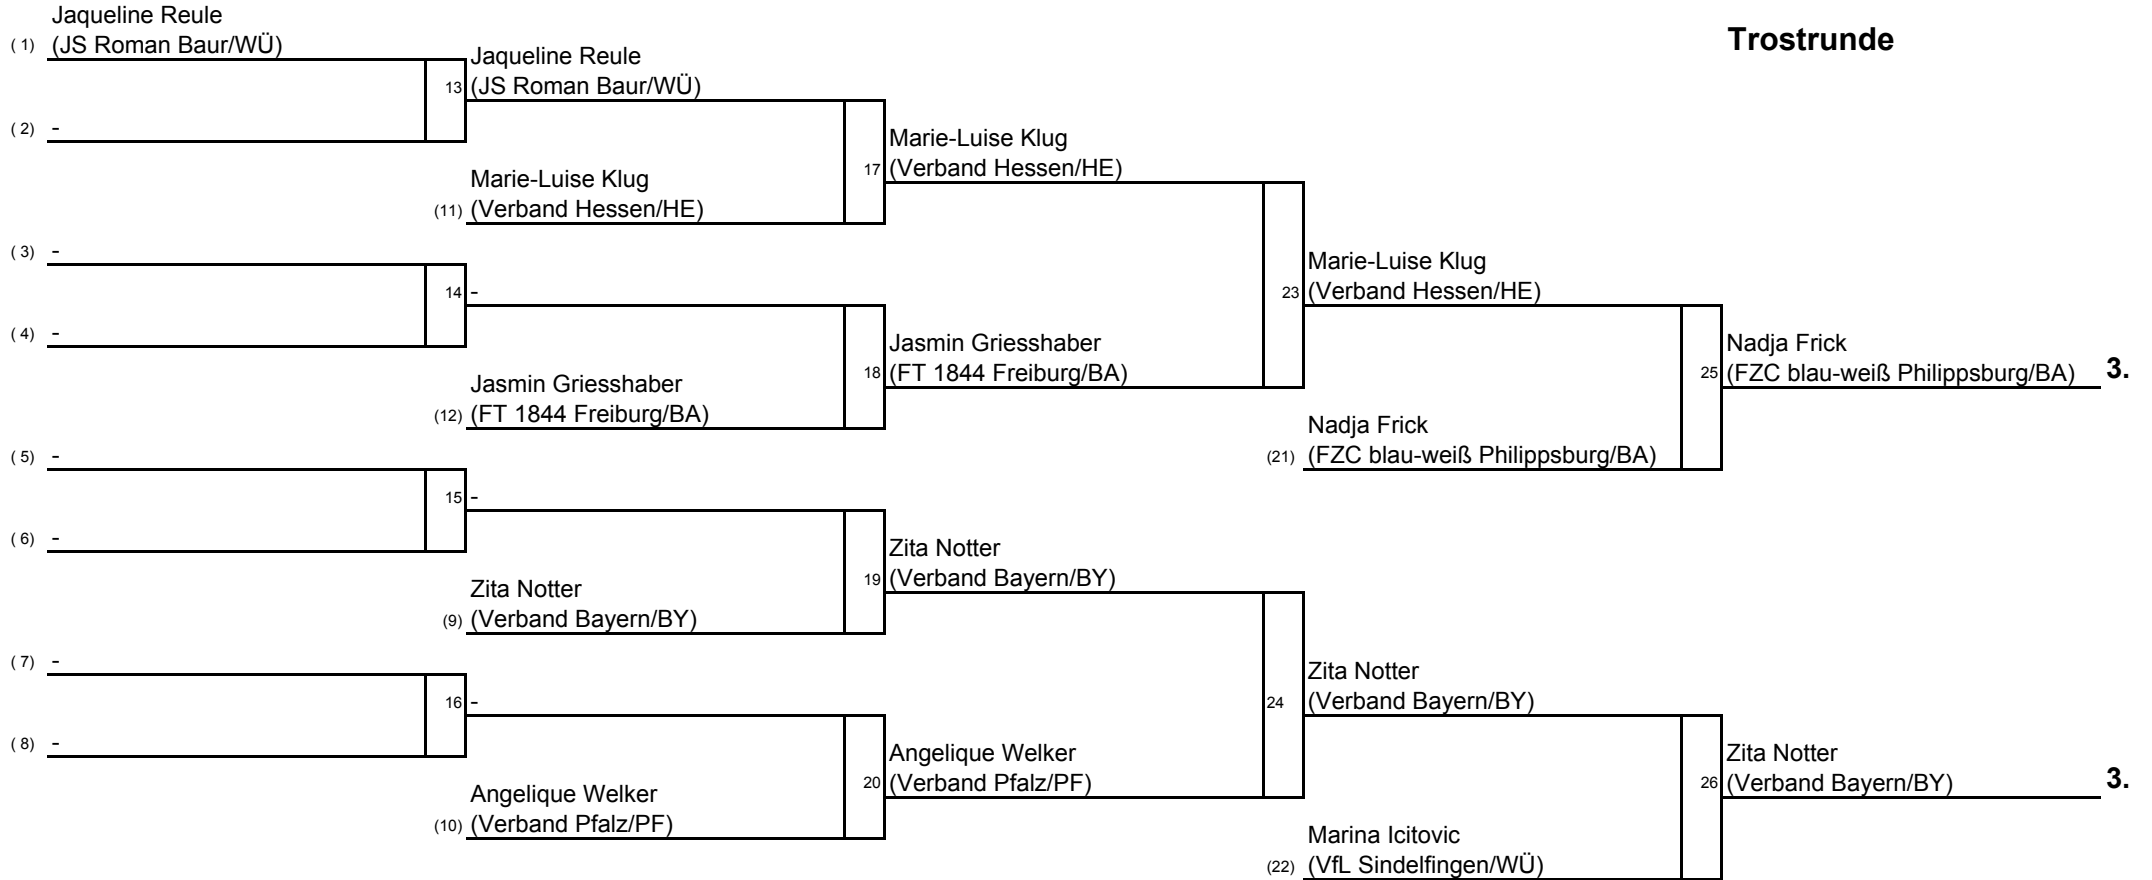 Trostrunde
Jaqueline Reule
( 1) (JS Roman Baur/WÜ)
( 2) -
13 Jaqueline Reule
(JS Roman Baur/WÜ)
Marie-Luise Klug
(11) (Verband Hessen/HE)
17 Marie-Luise Klug
(Verband Hessen/HE)
( 3) -
( 4) -
14 -
Jasmin Griesshaber
(12) (FT 1844 Freiburg/BA)
18 Jasmin Griesshaber
(FT 1844 Freiburg/BA)
23 Marie-Luise Klug
(Verband Hessen/HE)
Nadja Frick
(21) (FZC blau-weiß Philippsburg/BA)
25 Nadja Frick
(FZC blau-weiß Philippsburg/BA) 3.
( 5) -
( 6) -
15 -
Zita Notter
(9) (Verband Bayern/BY)
19 Zita Notter
(Verband Bayern/BY)
( 7) -
( 8) -
16 -
Angelique Welker
(10) (Verband Pfalz/PF)
20 Angelique Welker
(Verband Pfalz/PF)
24 Zita Notter
(Verband Bayern/BY)
Marina Icitovic
(22) (VfL Sindelfingen/WÜ)
26 Zita Notter
(Verband Bayern/BY) 3.